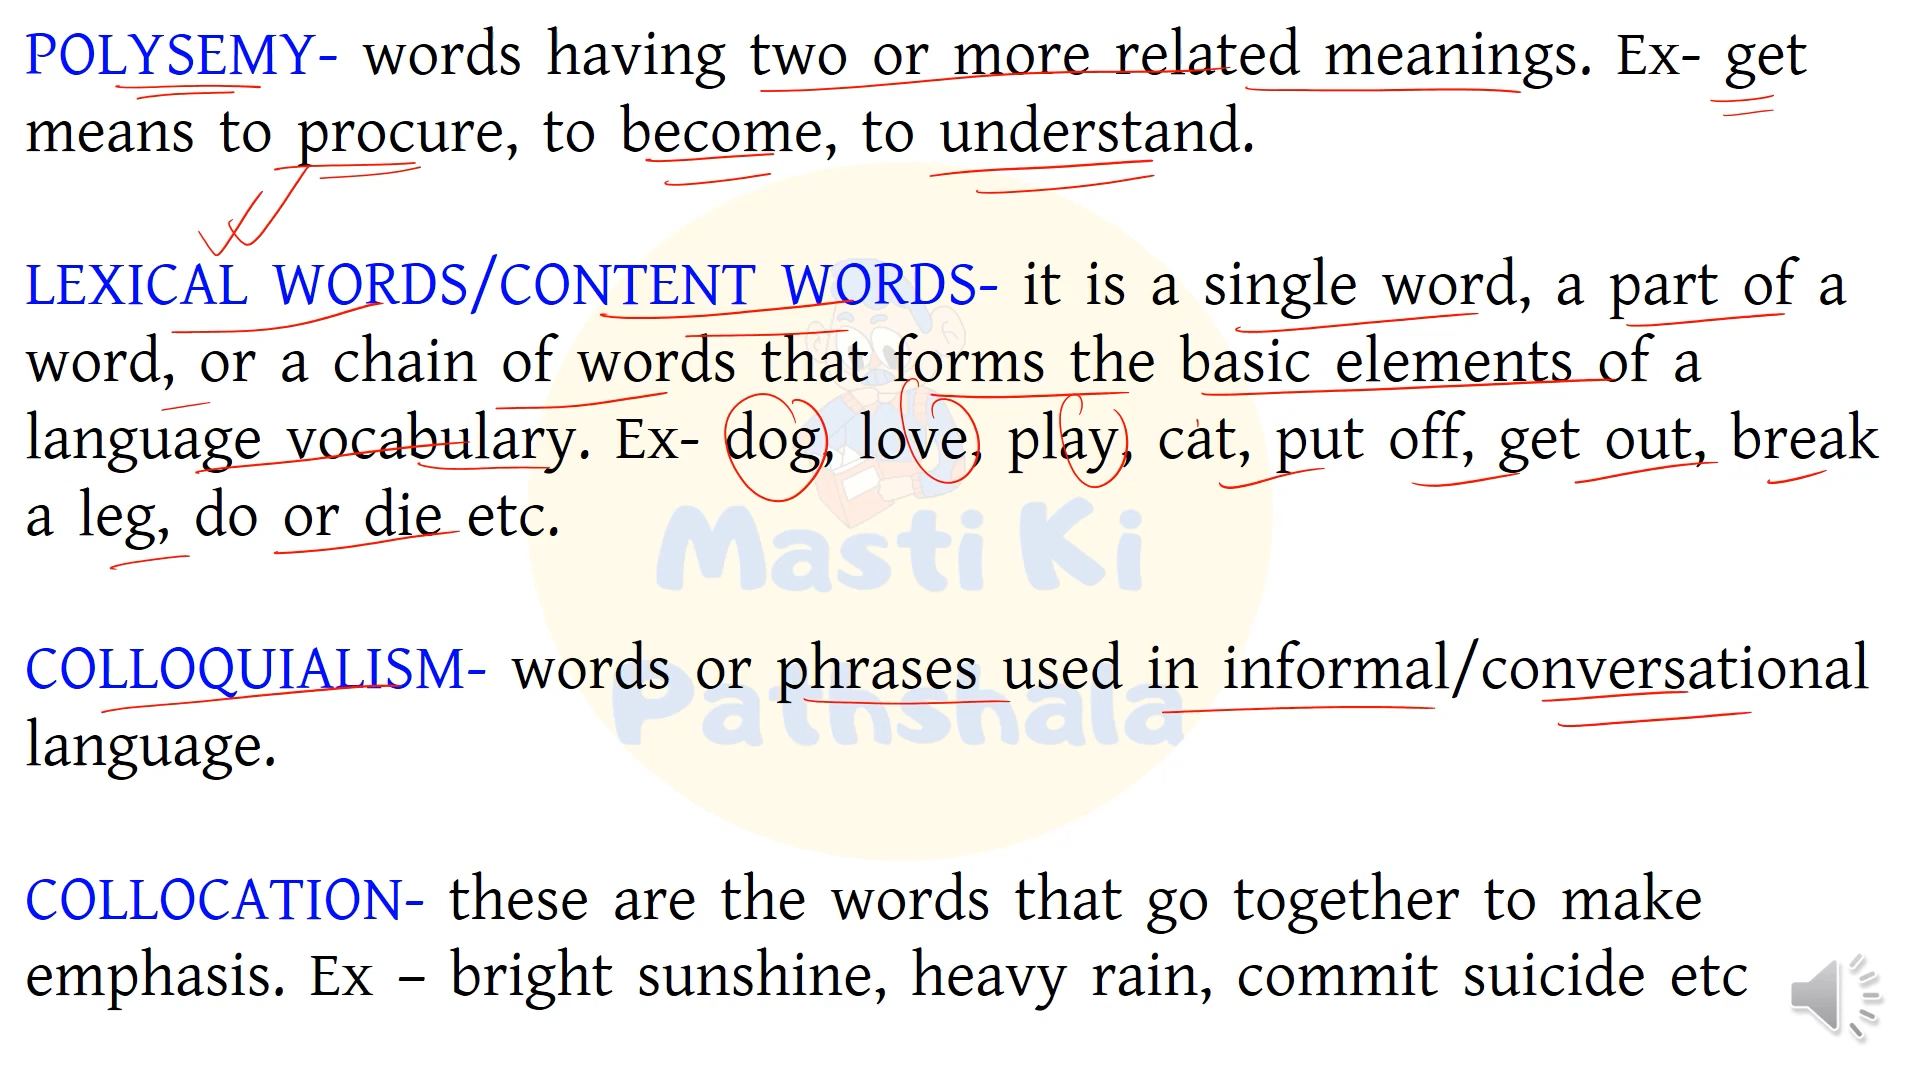 POLYSEMY- words having two or more related meanings. Ex- get
means to procure, to become, to understand.
LEXICAL WORDS/CONTENT WORDS- it is a single word, a part of a
word, or a chain of words that forms the basic elements of a
language vocabulary. Ex- dog, love, play, cat, put off, get out, break
a leg, do or die etc.
Masti Ki
COLLOQUIALISM- words or phrases used in informal/conversational
Pathshala
language.
COLLOCATION- these are the words that go together to make
emphasis. Ex – bright sunshine, heavy rain, commit suicide etc